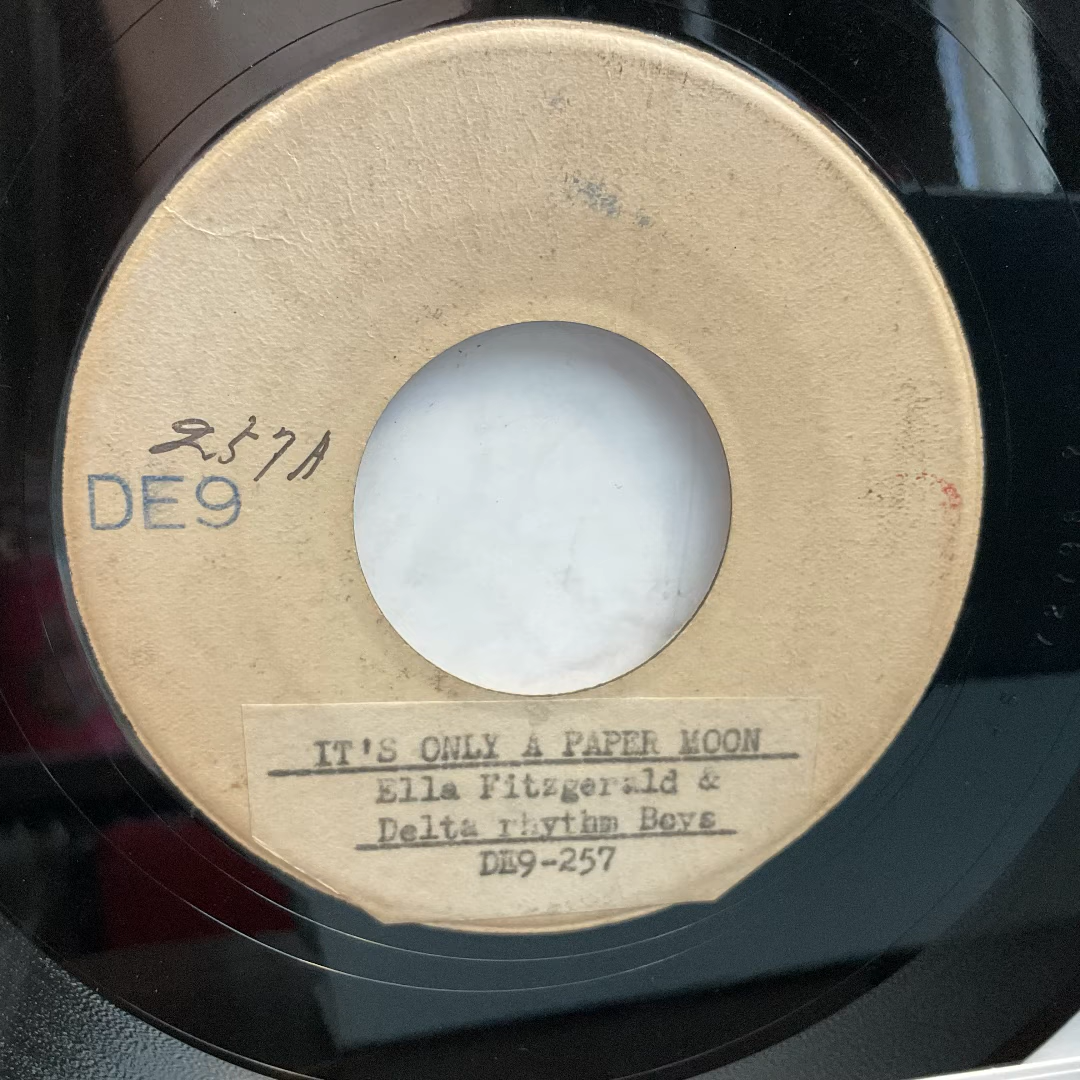 257A
DE9
IT'S ONLY A PAPER MOON
Ella Fitzgerald &
Delta rhythm Boys
DE9-257